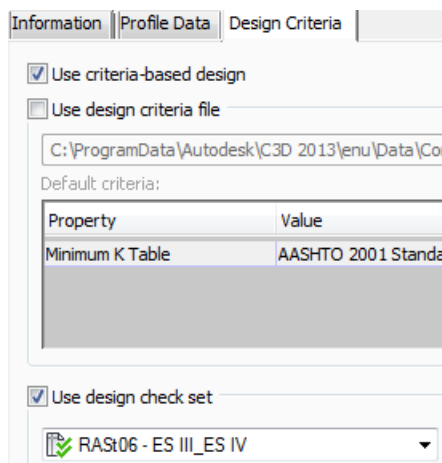 Information Profile Data Design Criteria
Use criteria-based design
Use design criteria file
C:\ProgramData\Autodesk\C3D 2013\enu\Data\Co
Default criteria:
Property Value
Minimum K Table AASHTO 2001 Standa
Use design check set
RASt06 - ES III_ES IV